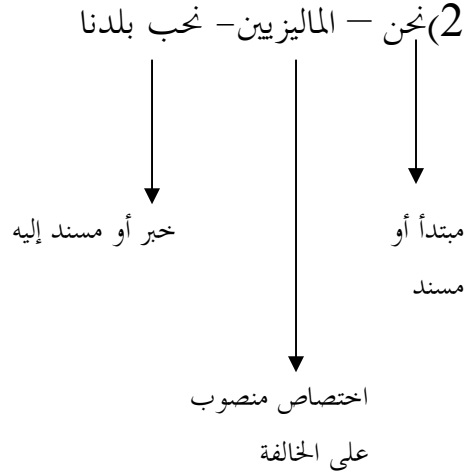 2)نحن – الماليزيين- نحب بلدنا
مبتدأ أو
مسند
خبر أو مسند إليه
اختصاص منصوب
على الخالفة